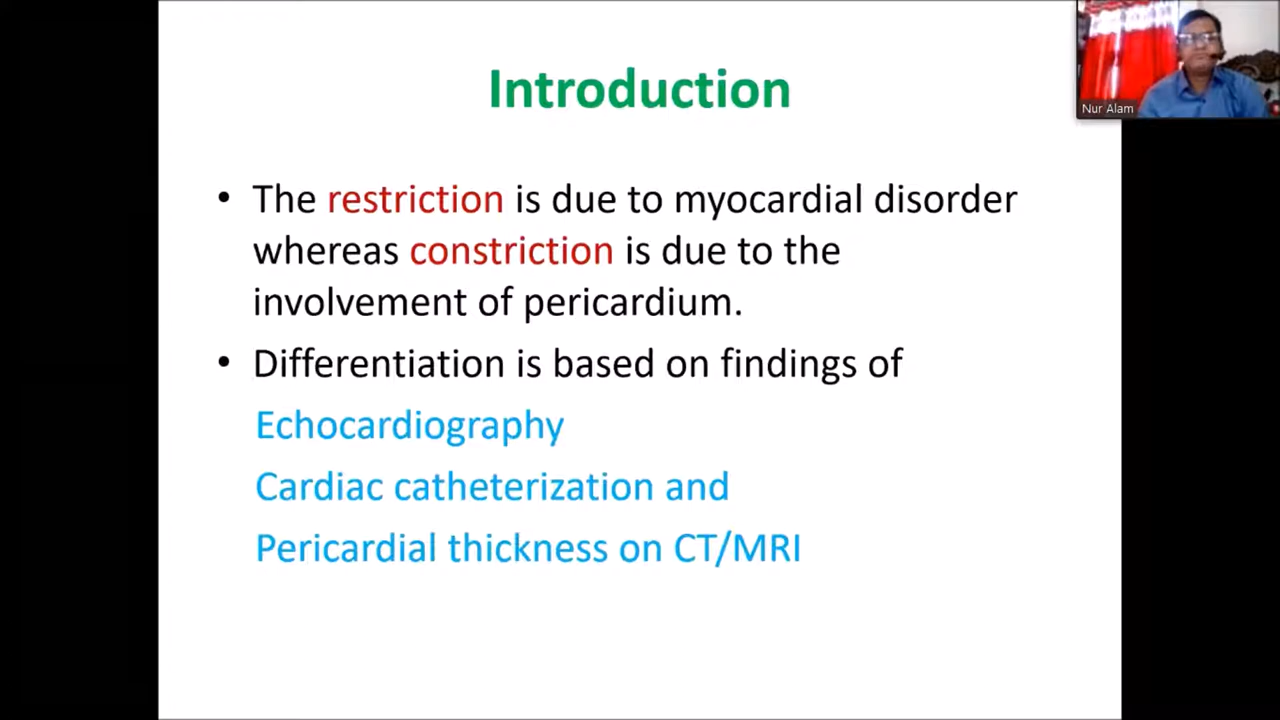 Introduction
Nur Alam
• The restriction is due to myocardial disorder
whereas constriction is due to the
involvement of pericardium.
• Differentiation is based on findings of
Echocardiography
Cardiac catheterization and
Pericardial thickness on CT/MRI